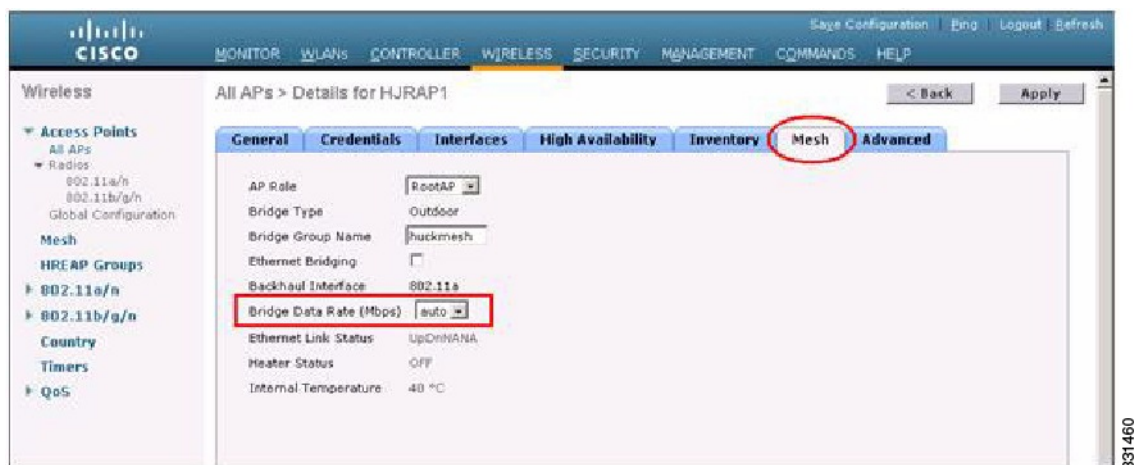 Save Configuration | Ping | Logout | Refresh
CISCO
MONITOR WLANs CONTROLLER WIRELESS SECURITY MANAGEMENT COMMANDS HELP
Wireless
All APs > Details for HJRAP1
< Back
Apply
Access Points
All APs
Radios
802.11a/n
802.11b/g/n
Global Configuration
Mesh
HREAP Groups
802.11a/n
802.11b/g/n
Country
Timers
QoS
General Credentials Interfaces High Availability Inventory Mesh Advanced
AP Role RootAP
Bridge Type Outdoor
Bridge Group Name huckmesh
Ethernet Bridging
Backhaul Interface 802.11a
Bridge Data Rate (Mbps) auto
Ethernet Link Status UpDnNANA
Heater Status OFF
Internal Temperature 40 °C
331460